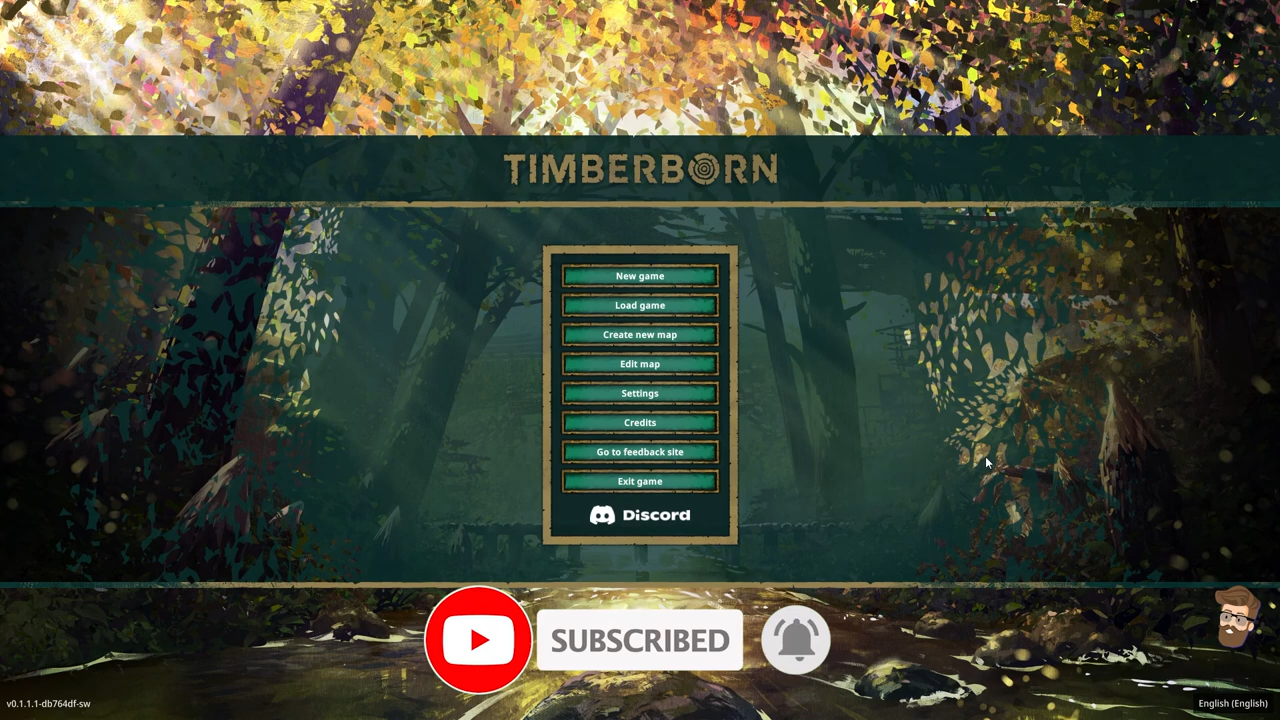 TIMBERBORN
New game
Load game
Create new map
Edit map
Settings
Credits
Go to feedback site
Exit game
Discord
SUBSCRIBED
v0.1.1.1-db764df-sw
English (English)